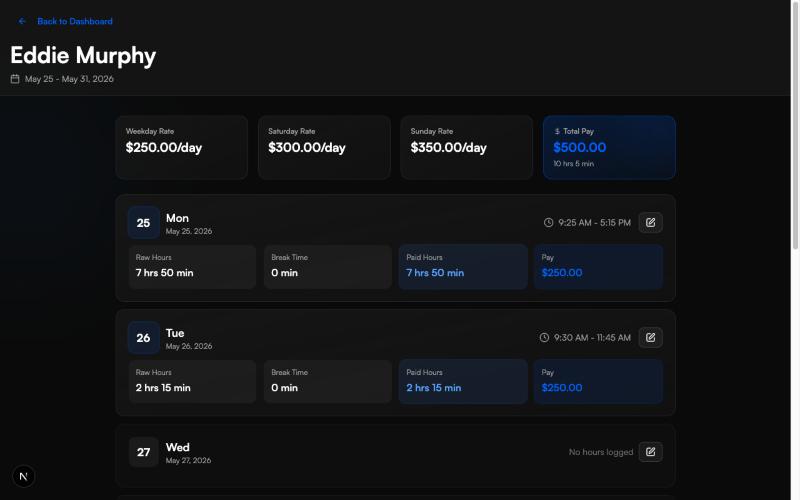 Back to Dashboard
Eddie Murphy
May 25 - May 31, 2026
Weekday Rate
$250.00/day
Saturday Rate
$300.00/day
Sunday Rate
$350.00/day
$ Total Pay
$500.00
10 hrs 5 min
25
Mon
May 25, 2026
9:25 AM - 5:15 PM
Raw Hours
7 hrs 50 min
Break Time
0 min
Paid Hours
7 hrs 50 min
Pay
$250.00
26
Tue
May 26, 2026
9:30 AM - 11:45 AM
Raw Hours
2 hrs 15 min
Break Time
0 min
Paid Hours
2 hrs 15 min
Pay
$250.00
27
Wed
May 27, 2026
No hours logged
N